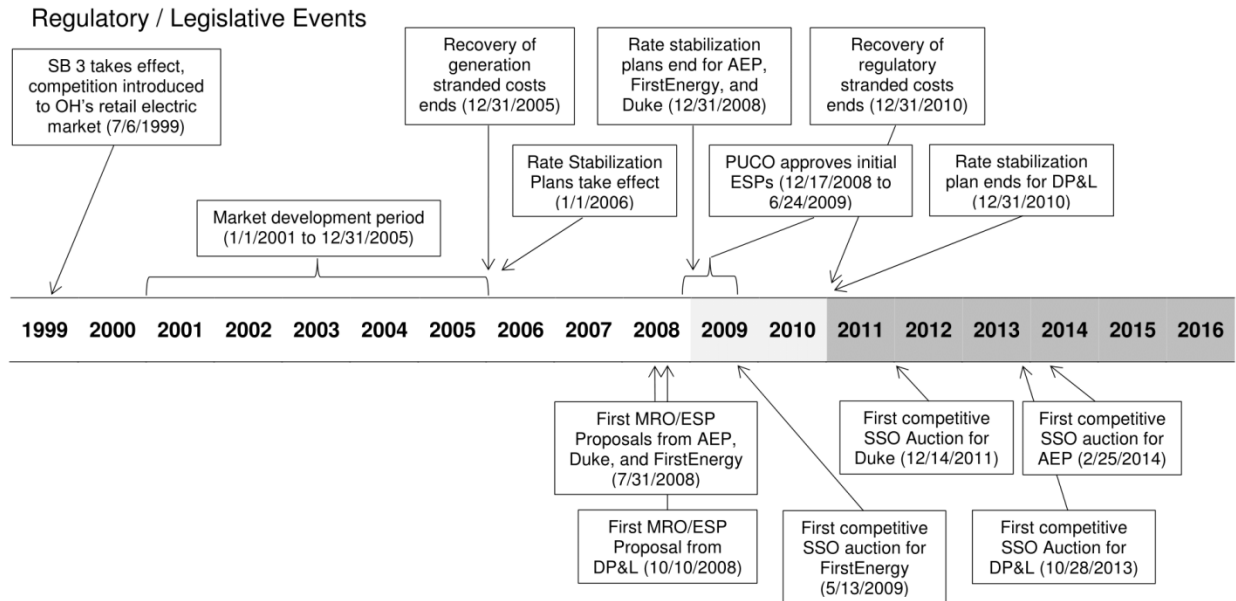 Regulatory / Legislative Events
SB 3 takes effect,
competition introduced
to OH's retail electric
market (7/6/1999)
Recovery of
generation
stranded costs
ends (12/31/2005)
Rate stabilization
plans end for AEP,
FirstEnergy, and
Duke (12/31/2008)
Recovery of
regulatory
stranded costs
ends (12/31/2010)
Market development period
(1/1/2001 to 12/31/2005)
Rate Stabilization
Plans take effect
(1/1/2006)
PUCO approves initial
ESPs (12/17/2008 to
6/24/2009)
Rate stabilization
plan ends for DP&L
(12/31/2010)
1999 2000 2001 2002 2003 2004 2005 2006 2007 2008 2009 2010 2011 2012 2013 2014 2015 2016
First MRO/ESP
Proposals from AEP,
Duke, and FirstEnergy
(7/31/2008)
First MRO/ESP
Proposal from
DP&L (10/10/2008)
First competitive
SSO auction for
FirstEnergy
(5/13/2009)
First competitive
SSO Auction for
Duke (12/14/2011)
First competitive
SSO auction for
AEP (2/25/2014)
First competitive
SSO Auction for
DP&L (10/28/2013)